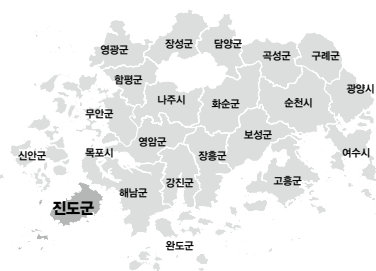 장성군
담양군
영광군
곡성군
구례군
함평군
광양시
나주시
화순군
순천시
무안군
보성군
영암군
신안군
목포시
장흥군
여수시
강진군
고흥군
해남군
진도군
완도군